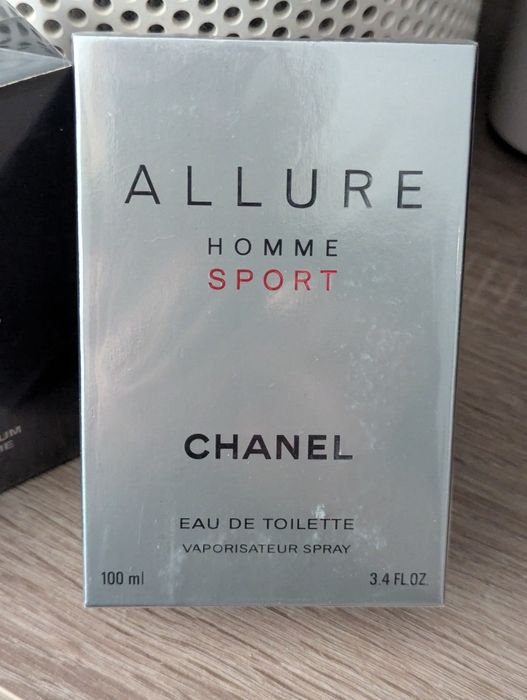 ALLURE
HOMME
SPORT
CHANEL
EAU DE TOILETTE
VAPORISATEUR SPRAY
100 ml
3.4 FL.OZ.